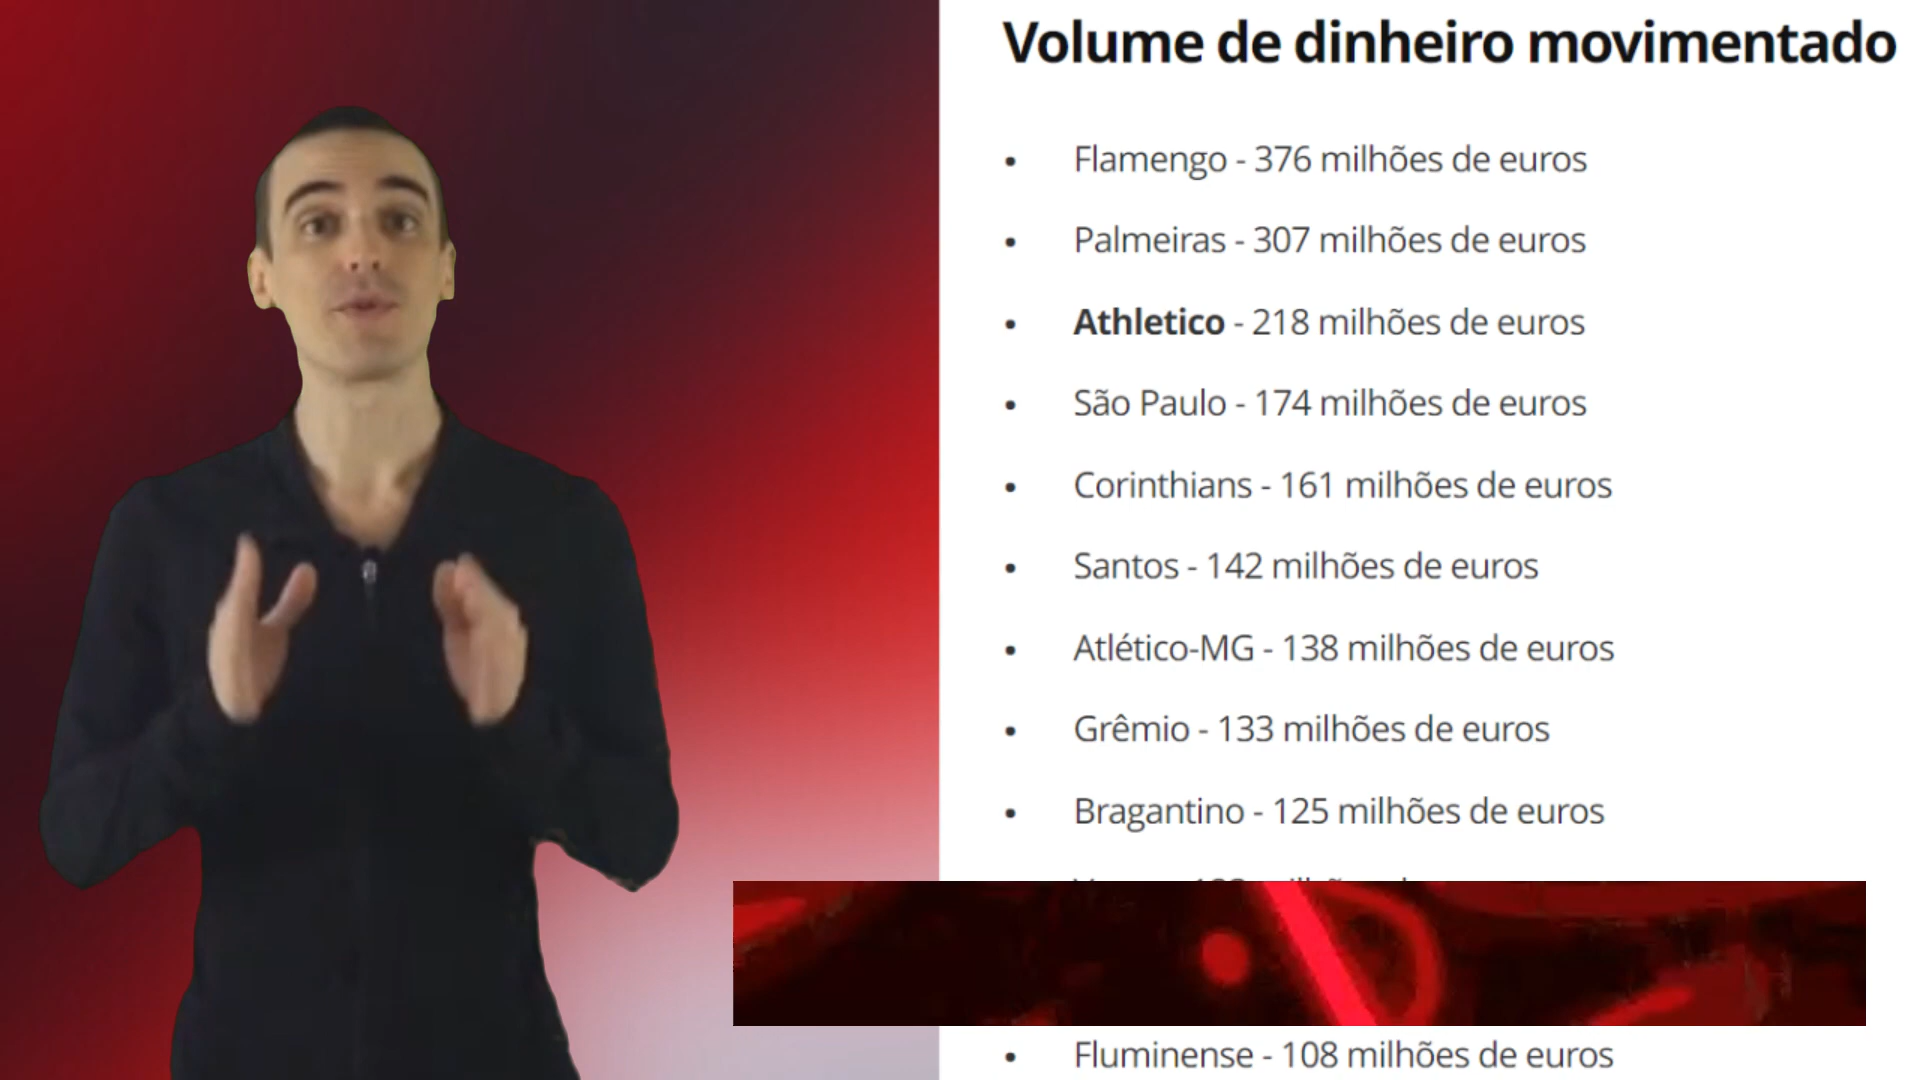 Volume de dinheiro movimentado
• Flamengo - 376 milhões de euros
• Palmeiras - 307 milhões de euros
• Athletico - 218 milhões de euros
• São Paulo - 174 milhões de euros
• Corinthians - 161 milhões de euros
• Santos - 142 milhões de euros
• Atlético-MG - 138 milhões de euros
• Grêmio - 133 milhões de euros
• Bragantino - 125 milhões de euros
• Fluminense - 108 milhões de euros